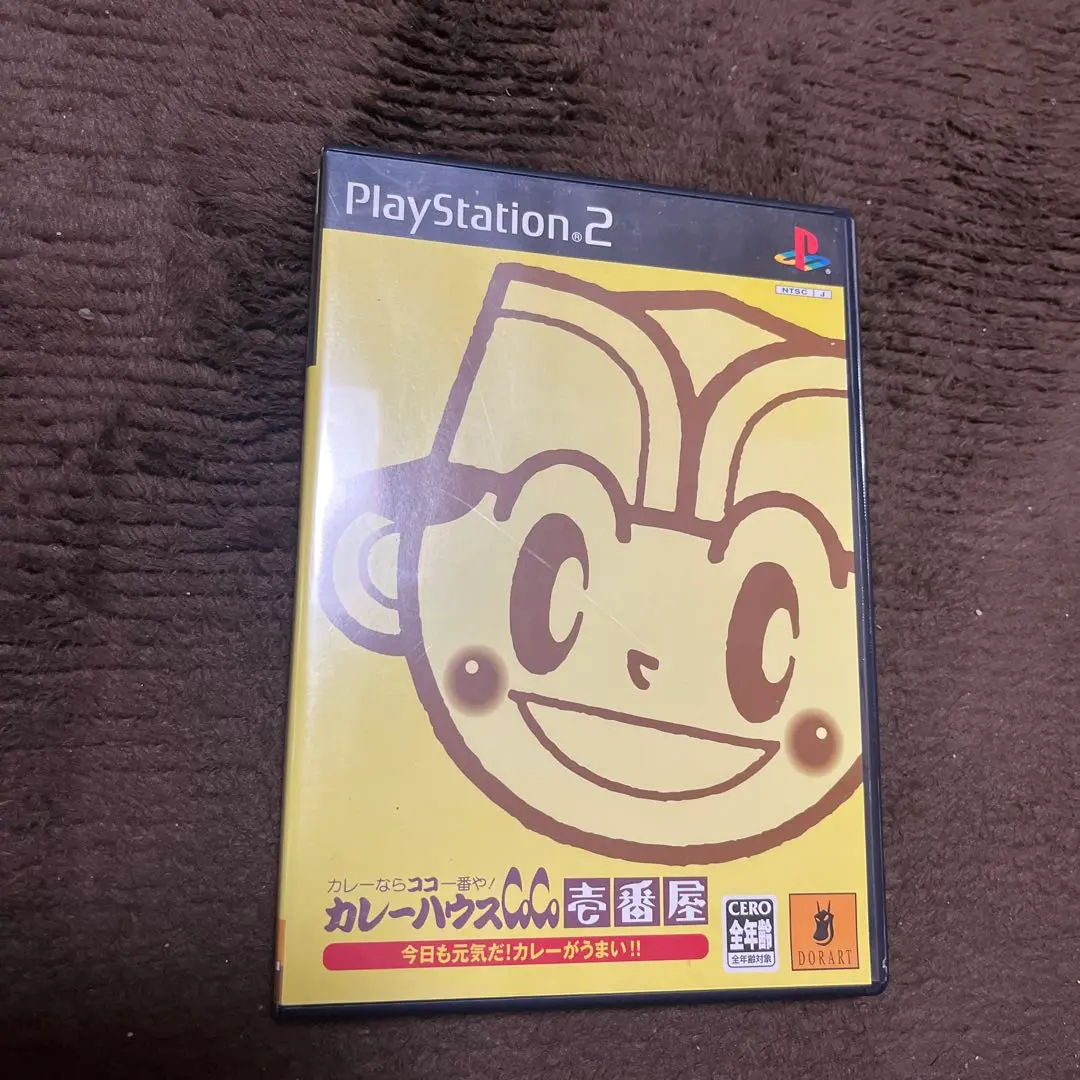 PlayStation®2
NTSC J
カレーならココ一番や!
カレーハウスCoCo壱番屋
今日も元気だ!カレーがうまい!!
CERO
全年齢
全年齢対象
DORART